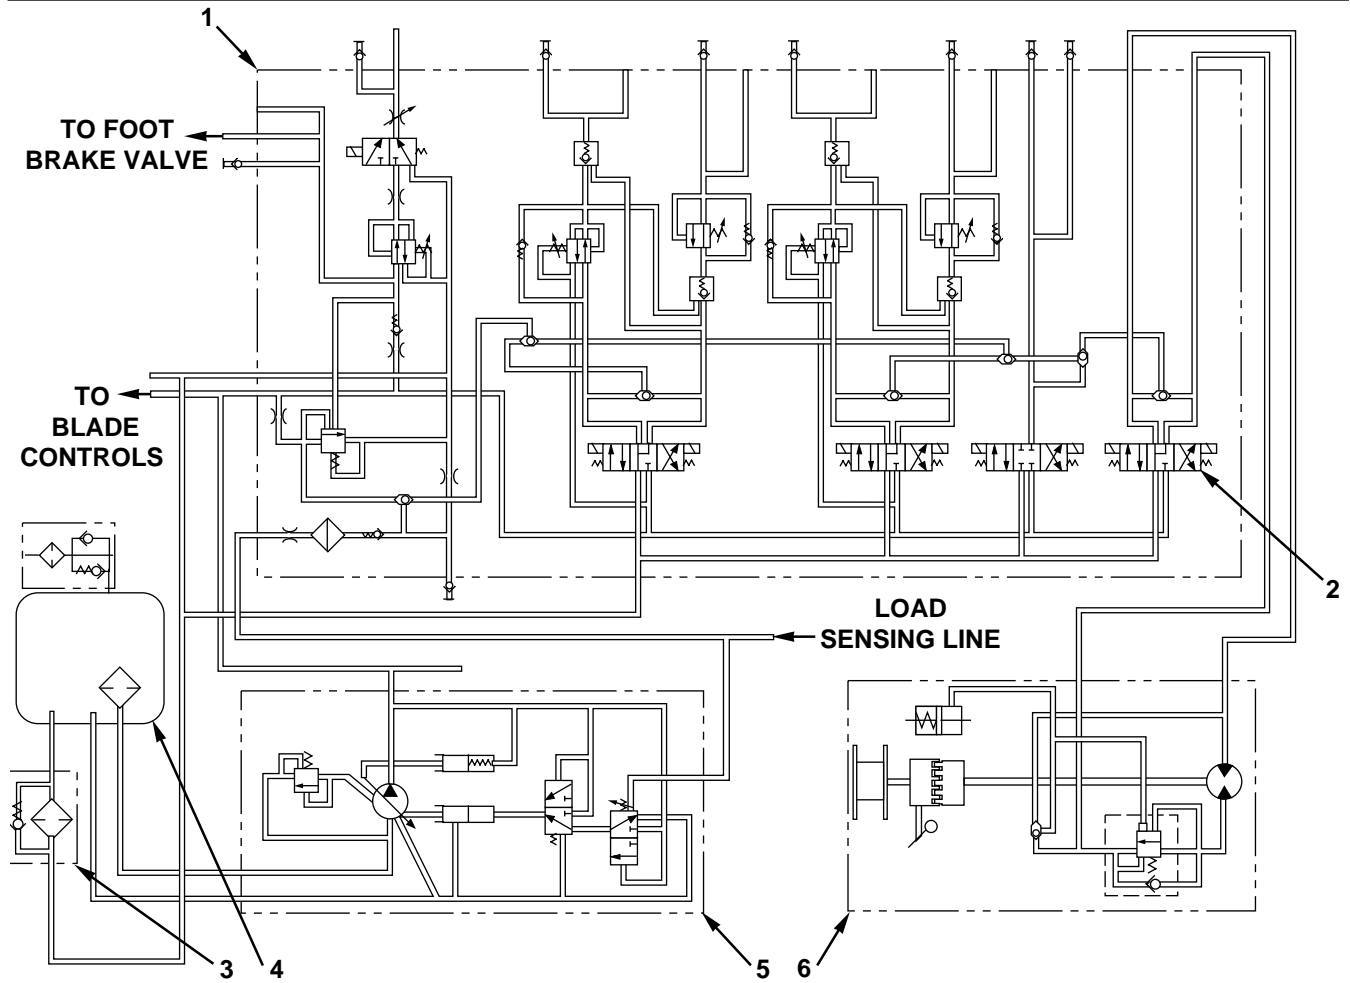 1
TO FOOT
BRAKE VALVE
TO
BLADE
CONTROLS
2
LOAD
SENSING LINE
3
4
5
6